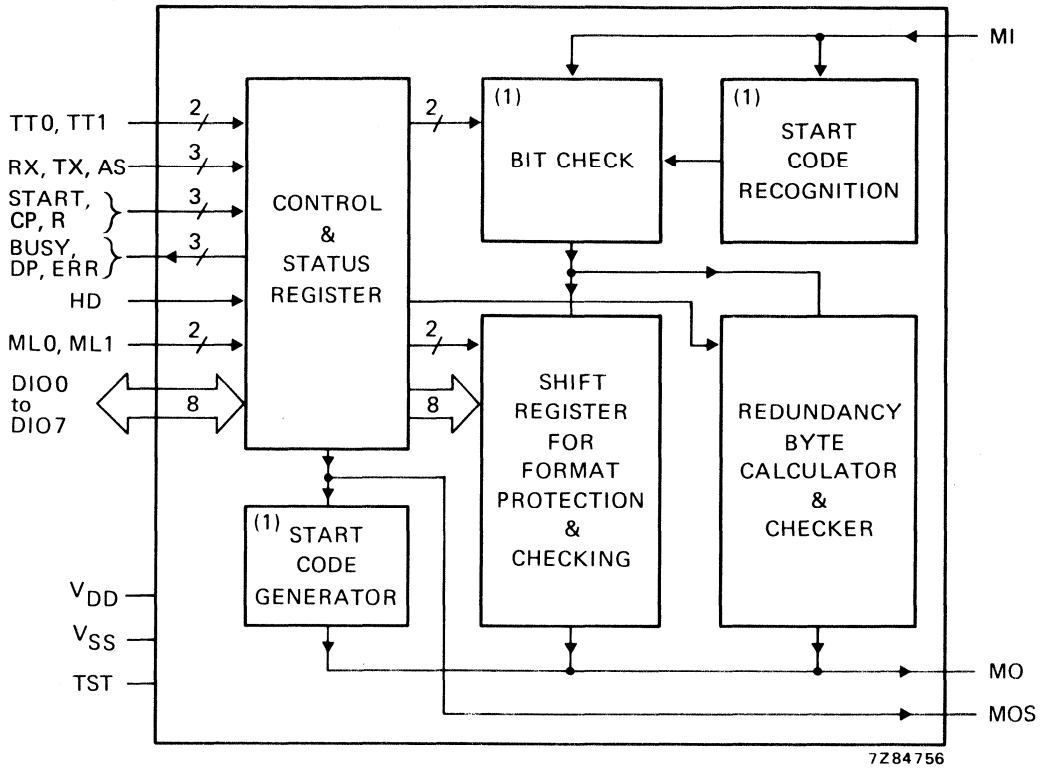 MI
TT0, TT1
2
2
RX, TX, AS
3
START,
CP, R
3
BUSY,
DP, ERR
3
HD
ML0, ML1
2
2
DIO0
to
DIO7
8
8
CONTROL
&
STATUS
REGISTER
(1)
BIT CHECK
(1)
START
CODE
RECOGNITION
SHIFT
REGISTER
FOR
FORMAT
PROTECTION
&
CHECKING
REDUNDANCY
BYTE
CALCULATOR
&
CHECKER
(1) START
CODE
GENERATOR
VDD
VSS
TST
MO
MOS
7Z84756